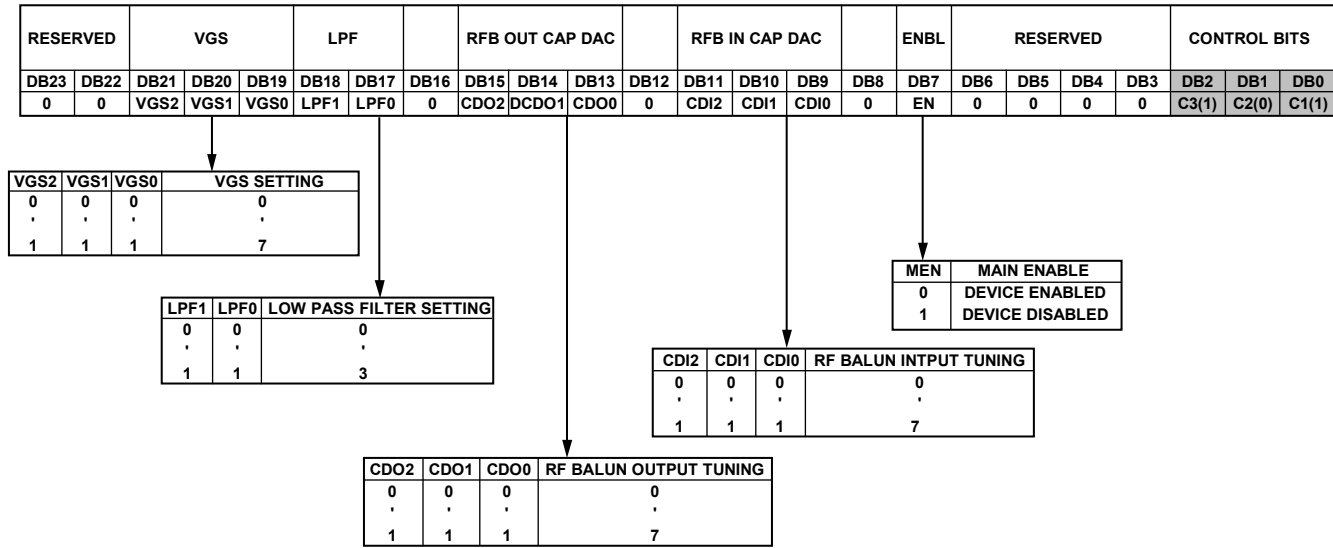 RESERVED VGS LPF RFB OUT CAP DAC RFB IN CAP DAC ENBL RESERVED CONTROL BITS
DB23 DB22 DB21 DB20 DB19 DB18 DB17 DB16 DB15 DB14 DB13 DB12 DB11 DB10 DB9 DB8 DB7 DB6 DB5 DB4 DB3 DB2 DB1 DB0
0 0 VGS2 VGS1 VGS0 LPF1 LPF0 0 CDO2 DCDO1 CDO0 0 CDI2 CDI1 CDI0 0 EN 0 0 0 0 C3(1) C2(0) C1(1)
VGS2 VGS1 VGS0 VGS SETTING
0 0 0 0
' ' ' '
1 1 1 7
MEN MAIN ENABLE
0 DEVICE ENABLED
1 DEVICE DISABLED
LPF1 LPF0 LOW PASS FILTER SETTING
0 0 0
' ' '
1 1 3
CDI2 CDI1 CDI0 RF BALUN INTPUT TUNING
0 0 0 0
' ' ' '
1 1 1 7
CDO2 CDO1 CDO0 RF BALUN OUTPUT TUNING
0 0 0 0
' ' ' '
1 1 1 7